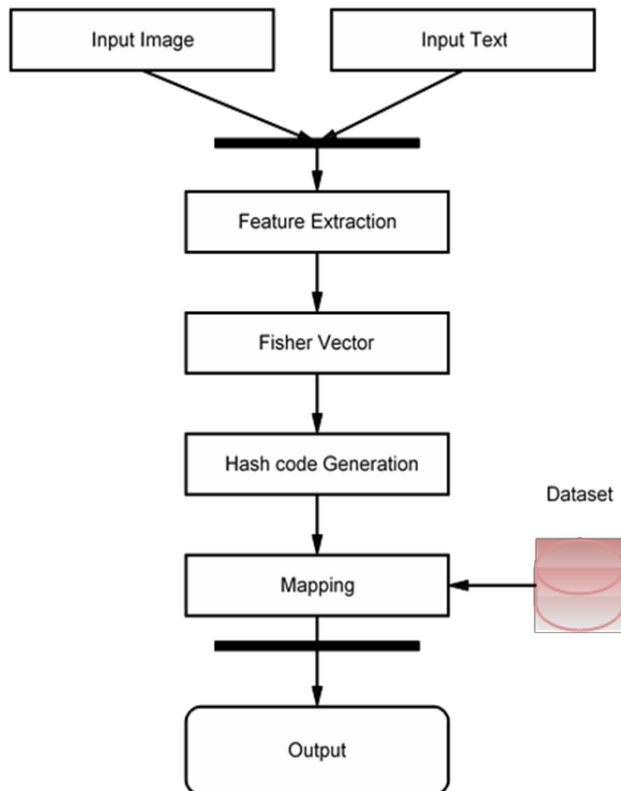 Input Image
Input Text
Feature Extraction
Fisher Vector
Hash code Generation
Dataset
Mapping
Output